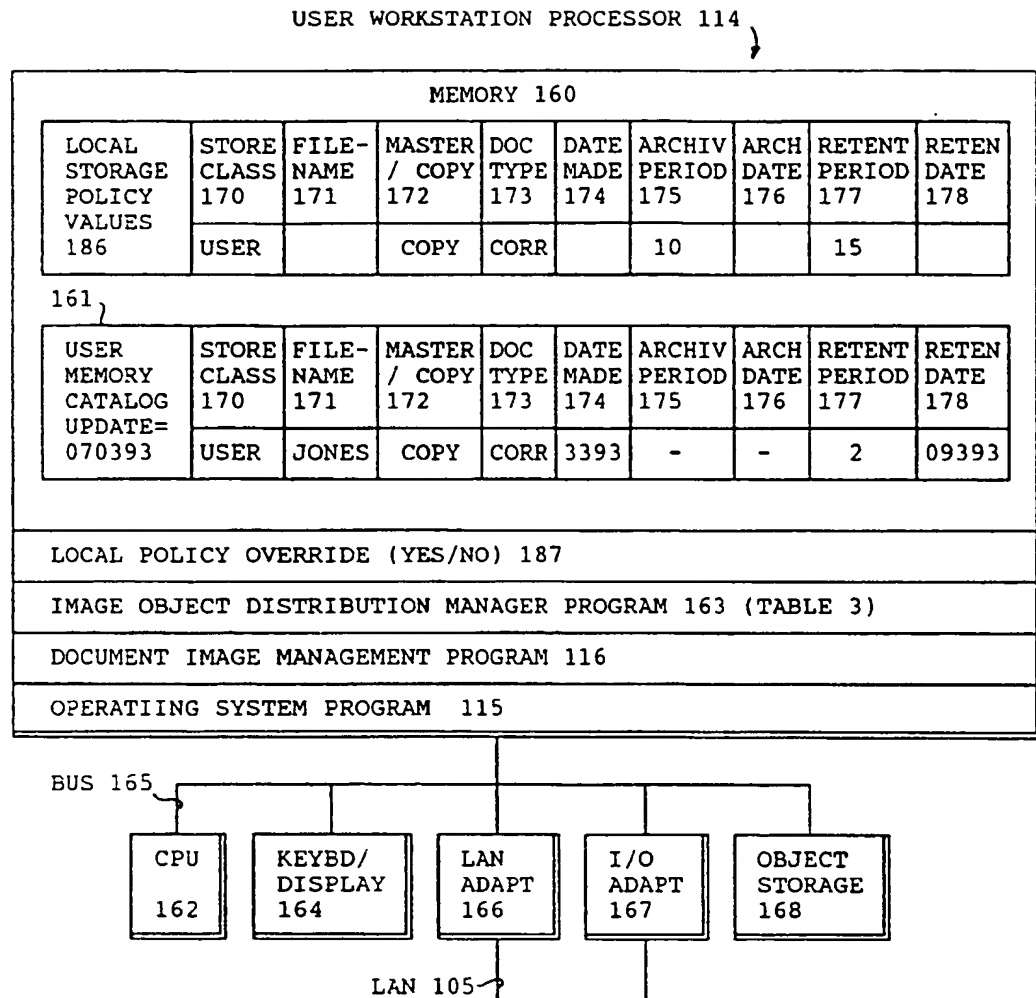 USER WORKSTATION PROCESSOR 114
MEMORY 160
LOCAL STORAGE POLICY VALUES 186
STORE CLASS 170
FILE-NAME 171
MASTER / COPY 172
DOC TYPE 173
DATE MADE 174
ARCHIV PERIOD 175
ARCH DATE 176
RETENT PERIOD 177
RETEN DATE 178
USER COPY CORR 10 15
161
USER MEMORY CATALOG UPDATE= 070393
STORE CLASS 170
FILE-NAME 171
MASTER / COPY 172
DOC TYPE 173
DATE MADE 174
ARCHIV PERIOD 175
ARCH DATE 176
RETENT PERIOD 177
RETEN DATE 178
USER JONES COPY CORR 3393 - - 2 09393
LOCAL POLICY OVERRIDE (YES/NO) 187
IMAGE OBJECT DISTRIBUTION MANAGER PROGRAM 163 (TABLE 3)
DOCUMENT IMAGE MANAGEMENT PROGRAM 116
OPERATIING SYSTEM PROGRAM 115
BUS 165
CPU 162
KEYBD/ DISPLAY 164
LAN ADAPT 166
I/O ADAPT 167
OBJECT STORAGE 168
LAN 105